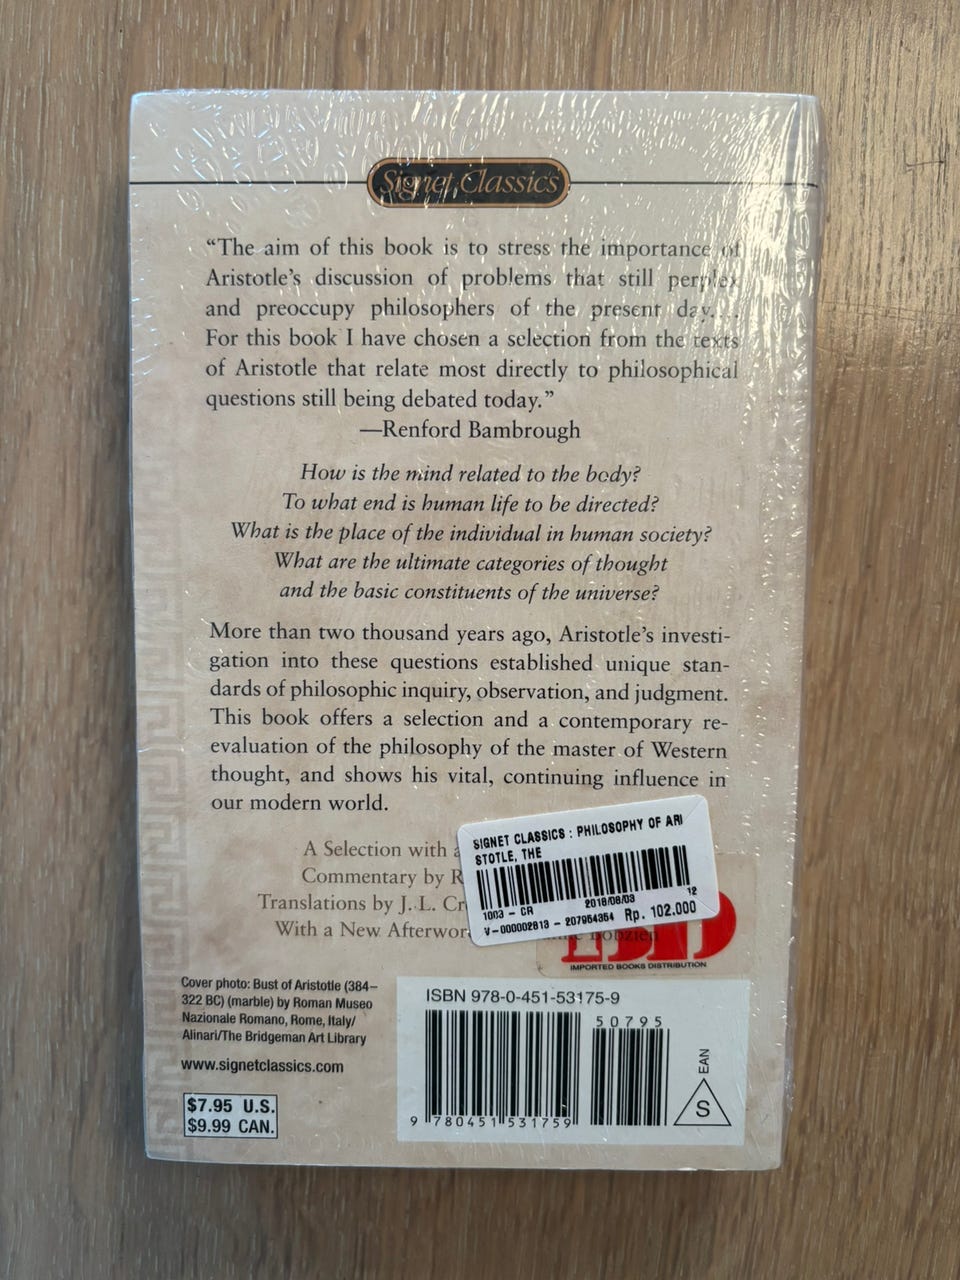 Signet Classics
“The aim of this book is to stress the importance of
Aristotle’s discussion of problems that still perplex
and preoccupy philosophers of the present day....
For this book I have chosen a selection from the texts
of Aristotle that relate most directly to philosophical
questions still being debated today.”
—Renford Bambrough
How is the mind related to the body?
To what end is human life to be directed?
What is the place of the individual in human society?
What are the ultimate categories of thought
and the basic constituents of the universe?
More than two thousand years ago, Aristotle’s investi-
gation into these questions established unique stan-
dards of philosophic inquiry, observation, and judgment.
This book offers a selection and a contemporary re-
evaluation of the philosophy of the master of Western
thought, and shows his vital, continuing influence in
our modern world.
A Selection with
Commentary by R
Translations by J. L. Cr
With a New Afterwor Bobzien
SIGNET CLASSICS : PHILOSOPHY OF ARI
STOTLE, THE
2018/08/03 12
1003 - CR
V-000002813 - 207954354 Rp. 102.000
IMPORTED BOOKS DISTRIBUTION
Cover photo: Bust of Aristotle (384–
322 BC) (marble) by Roman Museo
Nazionale Romano, Rome, Italy/
Alinari/The Bridgeman Art Library
www.signetclassics.com
$7.95 U.S.
$9.99 CAN.
ISBN 978-0-451-53175-9
50795
9 780451 531759
EAN
S